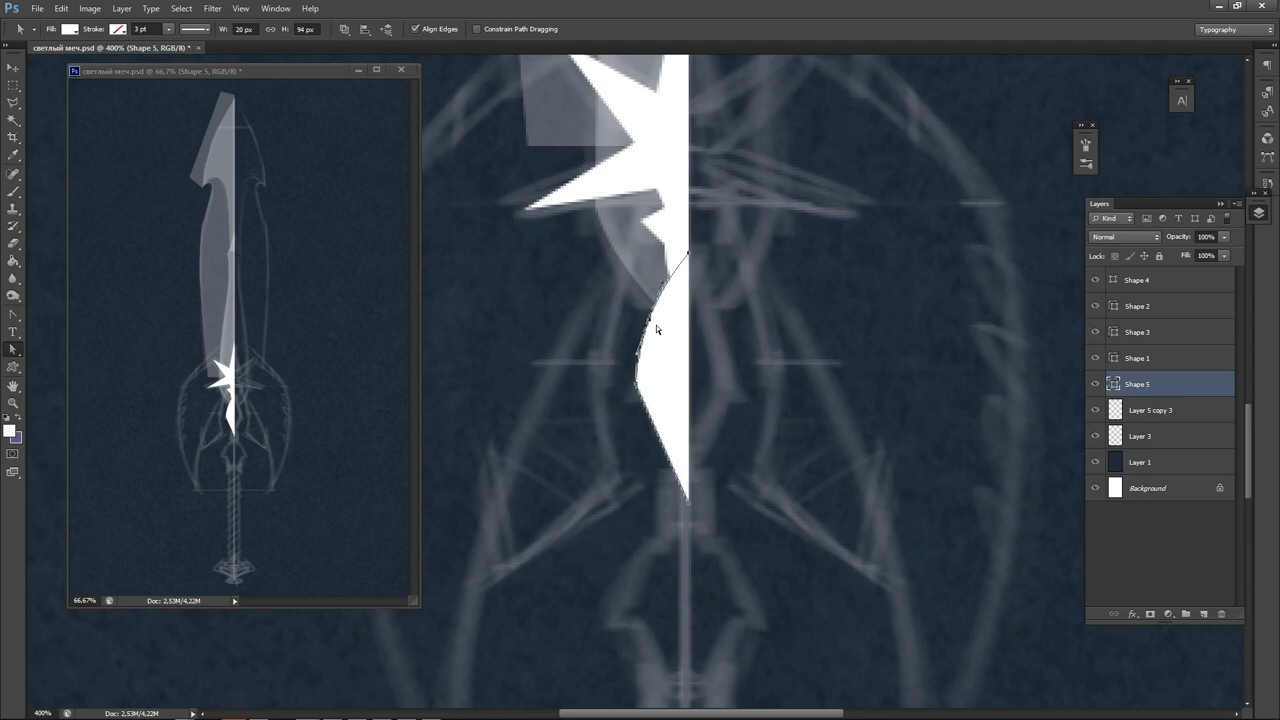 Ps File Edit Image Layer Type Select Filter View Window Help
Fill: Stroke: 3 pt W: 20 px H: 94 px Align Edges Constrain Path Dragging Typography
светлый меч.psd @ 400% (Shape 5, RGB/8) * ×
Ps светлый меч.psd @ 66,7% (Shape 5, RGB/8) *
A|
Layers
Kind
Normal Opacity: 100%
Lock: Fill: 100%
Shape 4
Shape 2
Shape 3
Shape 1
Shape 5
Layer 5 copy 3
Layer 3
Layer 1
Background
fx
66.67% Doc: 2,53M/4,22M
400% Doc: 2,53M/4,22M